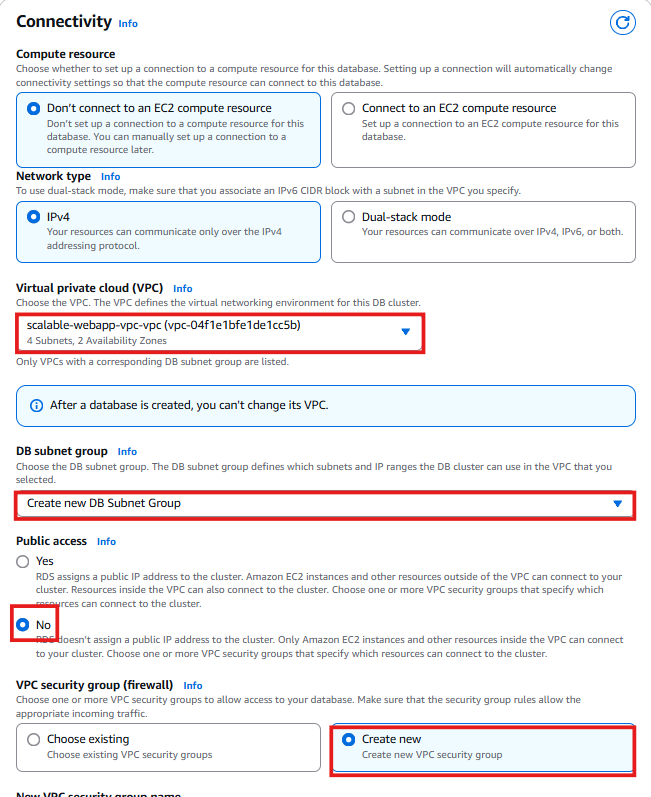 Connectivity Info
Compute resource
Choose whether to set up a connection to a compute resource for this database. Setting up a connection will automatically change
connectivity settings so that the compute resource can connect to this database.
Don't connect to an EC2 compute resource
Don't set up a connection to a compute resource for this
database. You can manually set up a connection to a
compute resource later.
Connect to an EC2 compute resource
Set up a connection to an EC2 compute resource for this
database.
Network type Info
To use dual-stack mode, make sure that you associate an IPv6 CIDR block with a subnet in the VPC you specify.
IPv4
Your resources can communicate only over the IPv4
addressing protocol.
Dual-stack mode
Your resources can communicate over IPv4, IPv6, or both.
Virtual private cloud (VPC) Info
Choose the VPC. The VPC defines the virtual networking environment for this DB cluster.
scalable-webapp-vpc-vpc (vpc-04f1e1bfe1de1cc5b)
4 Subnets, 2 Availability Zones
Only VPCs with a corresponding DB subnet group are listed.
After a database is created, you can't change its VPC.
DB subnet group Info
Choose the DB subnet group. The DB subnet group defines which subnets and IP ranges the DB cluster can use in the VPC that you
selected.
Create new DB Subnet Group
Public access Info
Yes
RDS assigns a public IP address to the cluster. Amazon EC2 instances and other resources outside of the VPC can connect to your
cluster. Resources inside the VPC can also connect to the cluster. Choose one or more VPC security groups that specify which
resources can connect to the cluster.
No
RDS doesn't assign a public IP address to the cluster. Only Amazon EC2 instances and other resources inside the VPC can connect
to your cluster. Choose one or more VPC security groups that specify which resources can connect to the cluster.
VPC security group (firewall) Info
Choose one or more VPC security groups to allow access to your database. Make sure that the security group rules allow the
appropriate incoming traffic.
Choose existing
Choose existing VPC security groups
Create new
Create new VPC security group
New VPC security group name